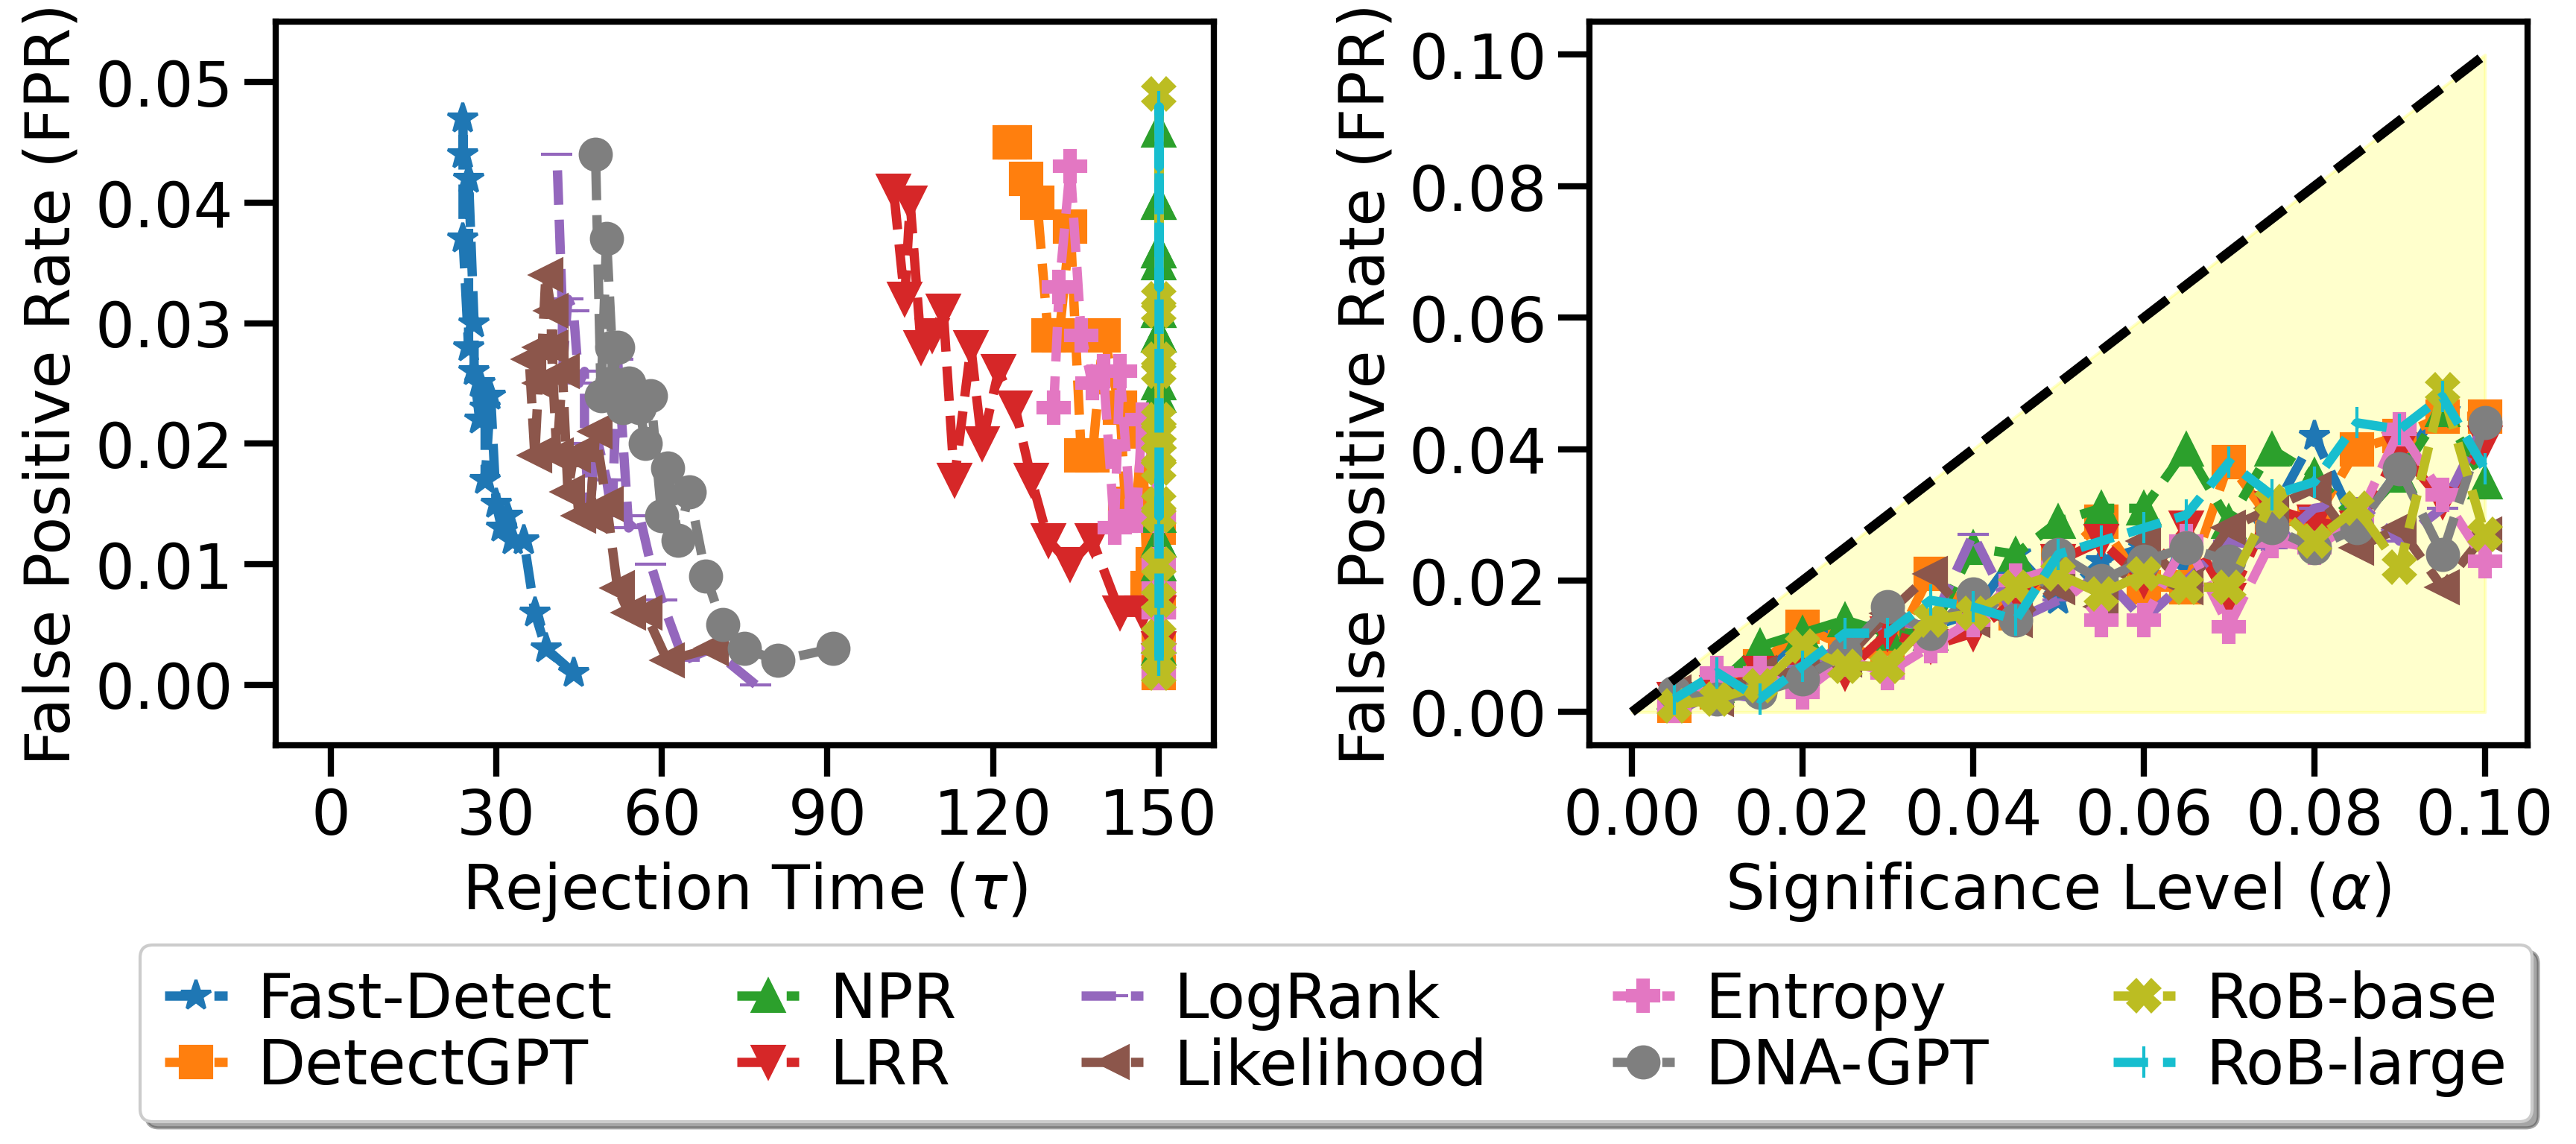 False Positive Rate (FPR)
0.05
0.04
0.03
0.02
0.01
0.00
0 30 60 90 120 150
Rejection Time (τ)
False Positive Rate (FPR)
0.10
0.08
0.06
0.04
0.02
0.00
0.00 0.02 0.04 0.06 0.08 0.10
Significance Level (α)
Fast-Detect NPR LogRank Entropy RoB-base
DetectGPT LRR Likelihood DNA-GPT RoB-large